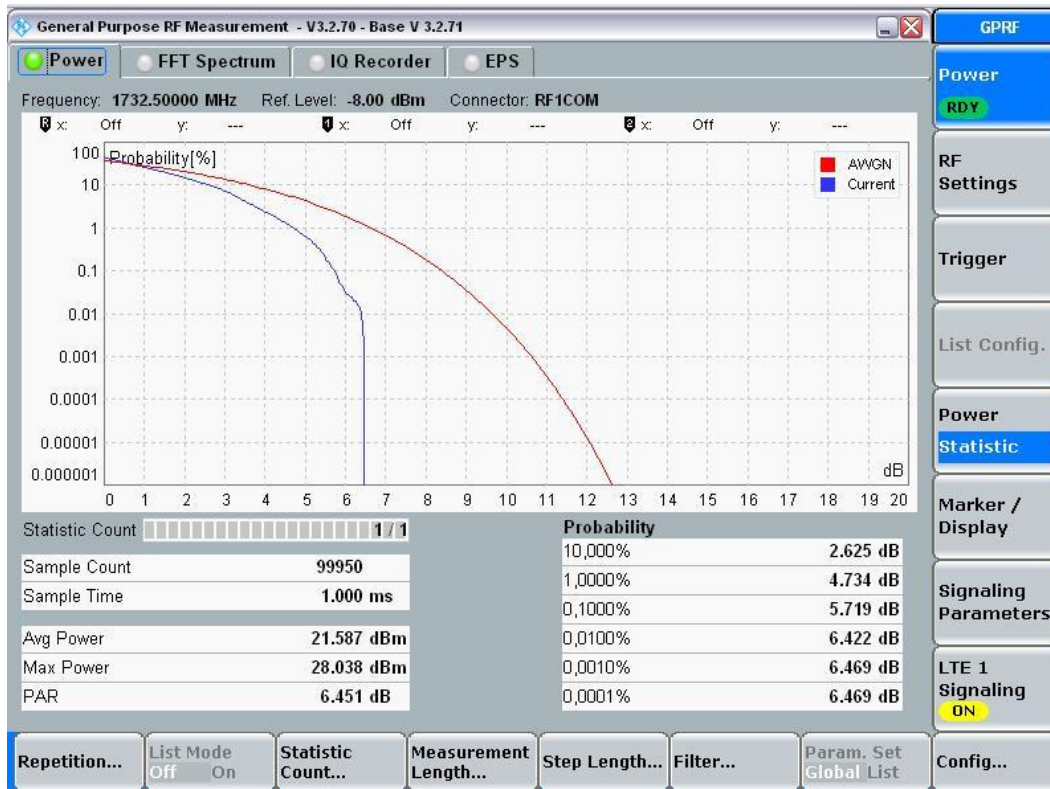 General Purpose RF Measurement - V3.2.70 - Base V 3.2.71
GPRF
Power FFT Spectrum IQ Recorder EPS
Power
RDY
Frequency: 1732.50000 MHz Ref. Level: -8.00 dBm Connector: RF1COM
R x: Off y: --- 1 x: Off y: --- 2 x: Off y: ---
Probability[%]
100
10
1
0.1
0.01
0.001
0.0001
0.00001
0.000001
AWGN
Current
dB
0 1 2 3 4 5 6 7 8 9 10 11 12 13 14 15 16 17 18 19 20
RF
Settings
Trigger
List Config.
Power
Statistic
Marker /
Display
Signaling
Parameters
LTE 1
Signaling
ON
Statistic Count 1 / 1
Sample Count 99950
Sample Time 1.000 ms
Avg Power 21.587 dBm
Max Power 28.038 dBm
PAR 6.451 dB
Probability
10,000% 2.625 dB
1,0000% 4.734 dB
0,1000% 5.719 dB
0,0100% 6.422 dB
0,0010% 6.469 dB
0,0001% 6.469 dB
Repetition...
List Mode
Off On
Statistic
Count...
Measurement
Length...
Step Length...
Filter...
Param. Set
Global List
Config...